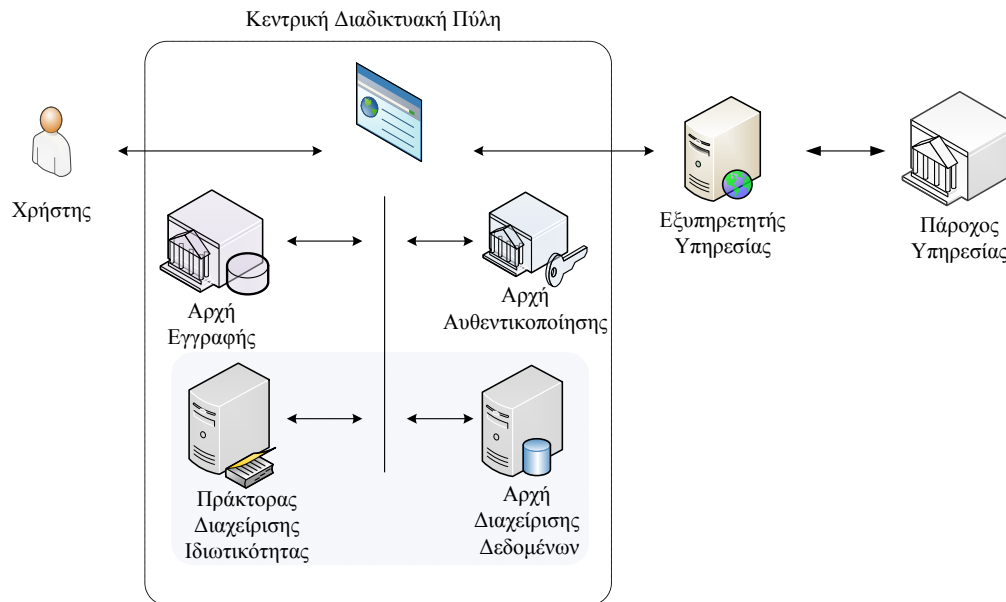 Κεντρική Διαδικτυακή Πύλη
Χρήστης
Εξυπηρετητής
Υπηρεσίας
Πάροχος
Υπηρεσίας
Αρχή
Εγγραφής
Αρχή
Αυθεντικοποίησης
Πράκτορας
Διαχείρισης
Ιδιωτικότητας
Αρχή
Διαχείρισης
Δεδομένων